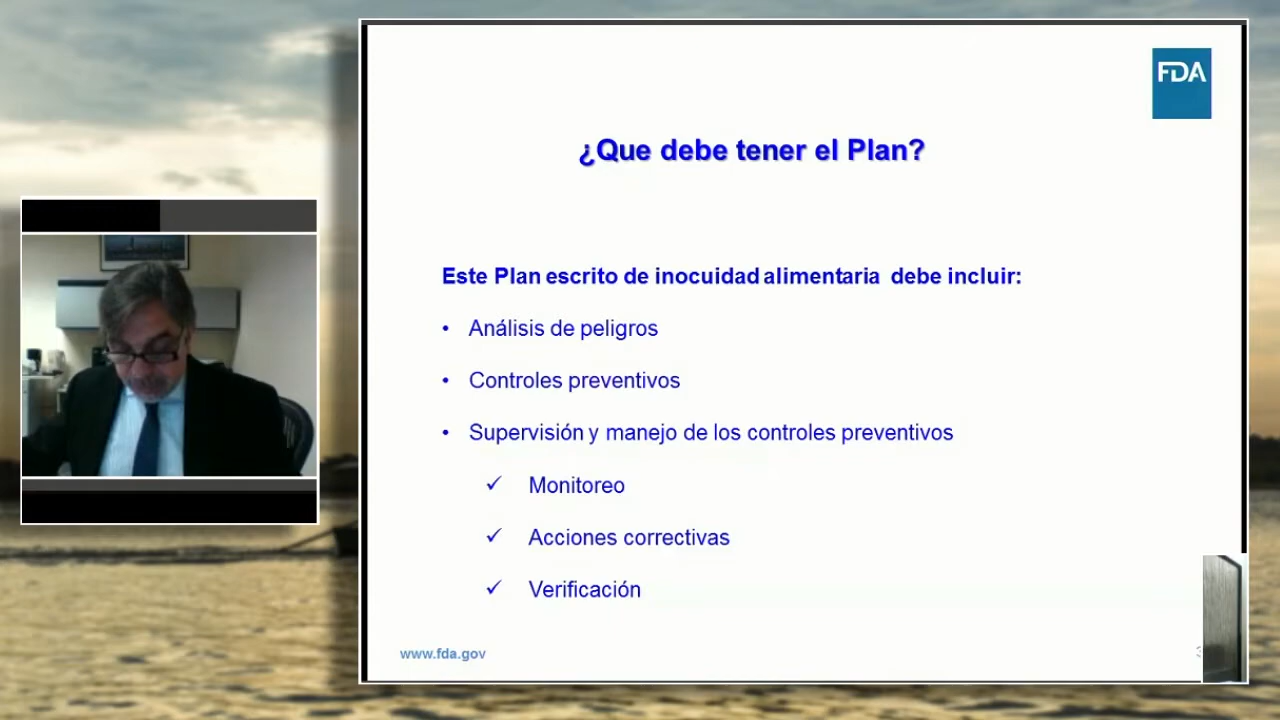 FDA
¿Que debe tener el Plan?
Este Plan escrito de inocuidad alimentaria debe incluir:
• Análisis de peligros
• Controles preventivos
• Supervisión y manejo de los controles preventivos
✓ Monitoreo
✓ Acciones correctivas
✓ Verificación
www.fda.gov